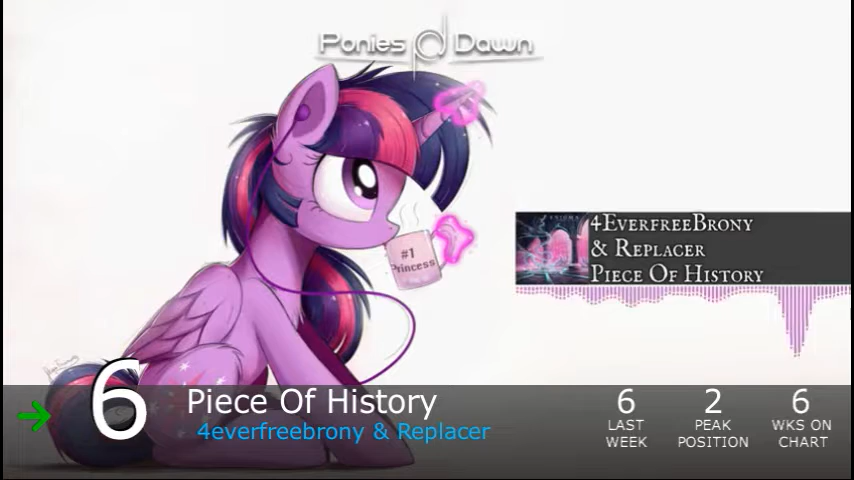 Ponies Dawn
#1
Princess
4EverfreeBrony
& Replacer
Piece Of History
6
Piece Of History
4everfreebrony & Replacer
6
LAST
WEEK
2
PEAK
POSITION
6
WKS ON
CHART